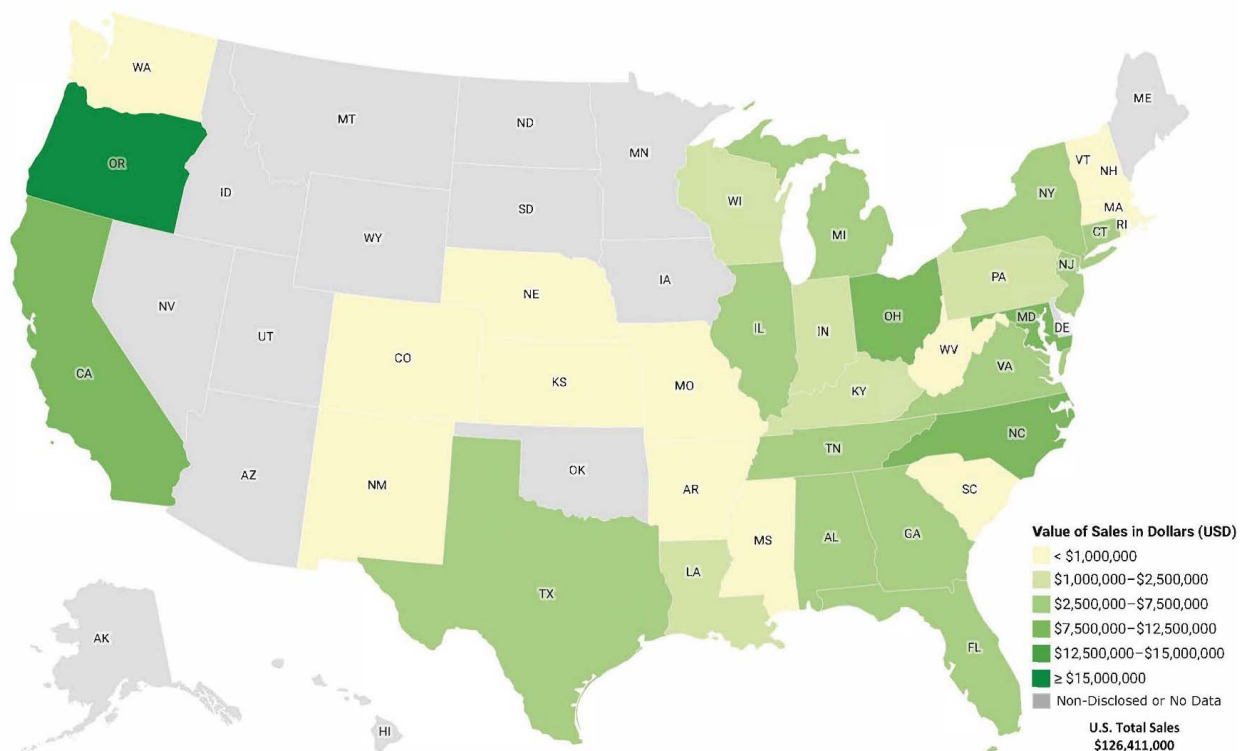 WA
MT
ND
MN
ME
OR
ID
SD
WI
VT
NH
NY
MA
RI
CT
WY
MI
IA
PA
NJ
NE
NV
UT
IL
IN
OH
MD
DE
CO
WV
VA
CA
KS
MO
KY
NC
TN
AZ
NM
OK
AR
SC
MS
AL
GA
LA
TX
FL
AK
HI
Value of Sales in Dollars (USD)
< $1,000,000
$1,000,000–$2,500,000
$2,500,000–$7,500,000
$7,500,000–$12,500,000
$12,500,000–$15,000,000
≥ $15,000,000
Non-Disclosed or No Data
U.S. Total Sales
$126,411,000